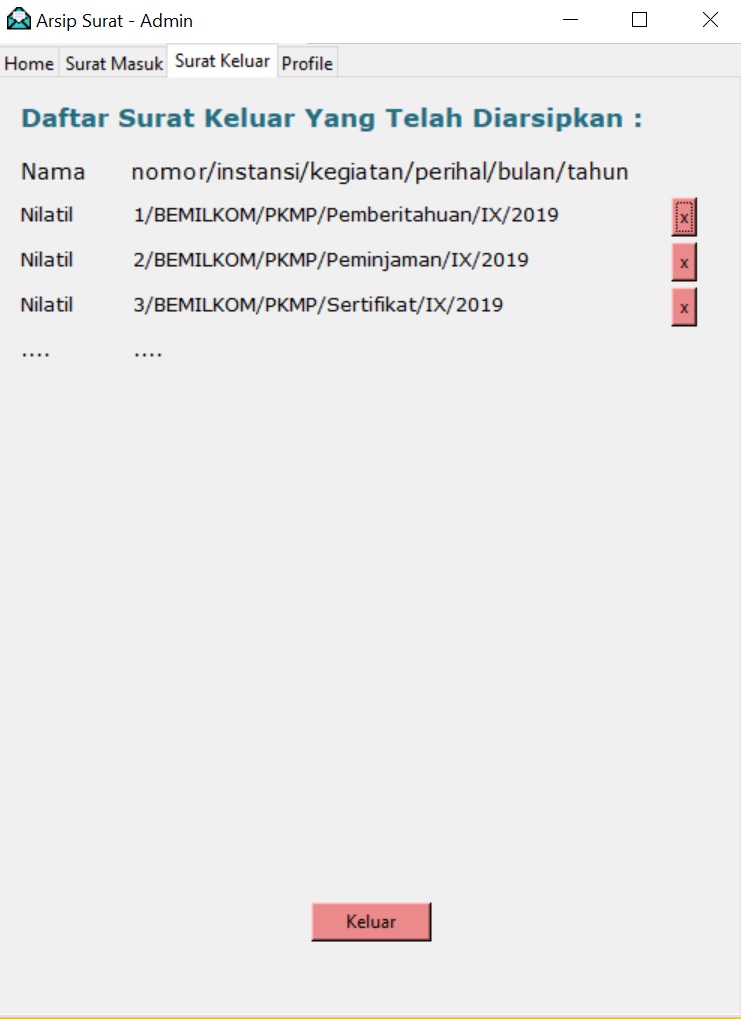 Arsip Surat - Admin
Home Surat Masuk Surat Keluar Profile
Daftar Surat Keluar Yang Telah Diarsipkan :
Nama nomor/instansi/kegiatan/perihal/bulan/tahun
Nilatil 1/BEMILKOM/PKMP/Pemberitahuan/IX/2019 x
Nilatil 2/BEMILKOM/PKMP/Peminjaman/IX/2019 x
Nilatil 3/BEMILKOM/PKMP/Sertifikat/IX/2019 x
.... ....
Keluar